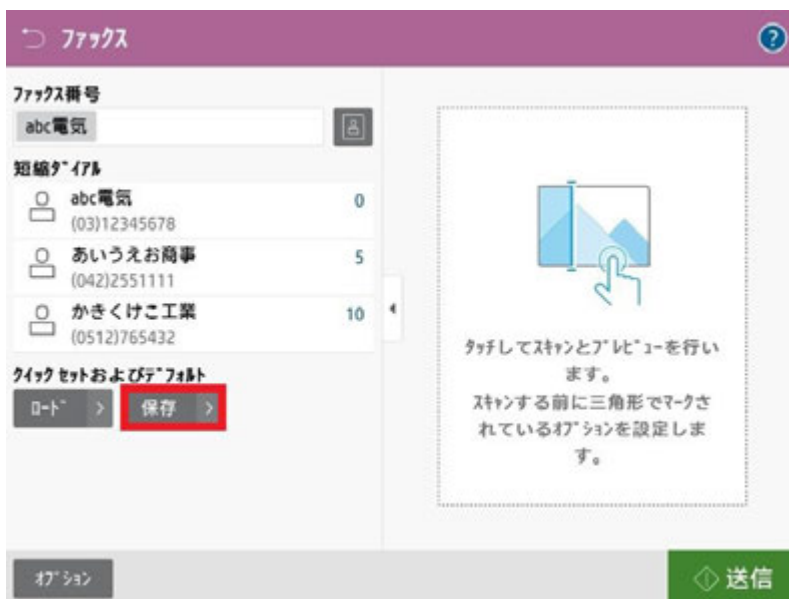 ﾌｧｯｸｽ
?
ﾌｧｯｸｽ番号
abc電気
短縮ﾀﾞｲｱﾙ
abc電気 0
(03)12345678
あいうえお商事 5
(042)2551111
かきくけこ工業 10
(0512)765432
ｸｲｯｸ ｾｯﾄおよびﾃﾞﾌｫﾙﾄ
ﾛｰﾄﾞ >
保存 >
ﾀｯﾁしてｽｷｬﾝとﾌﾟﾚﾋﾞｭｰを行い
ます。
ｽｷｬﾝする前に三角形でﾏｰｸさ
れているｵﾌﾟｼｮﾝを設定しま
す。
ｵﾌﾟｼｮﾝ
送信